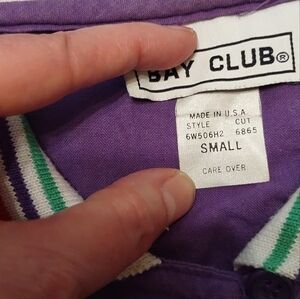 BAY CLUB®
MADE IN U.S.A
STYLE CUT
6W506H2 6865
SMALL
CARE OVER